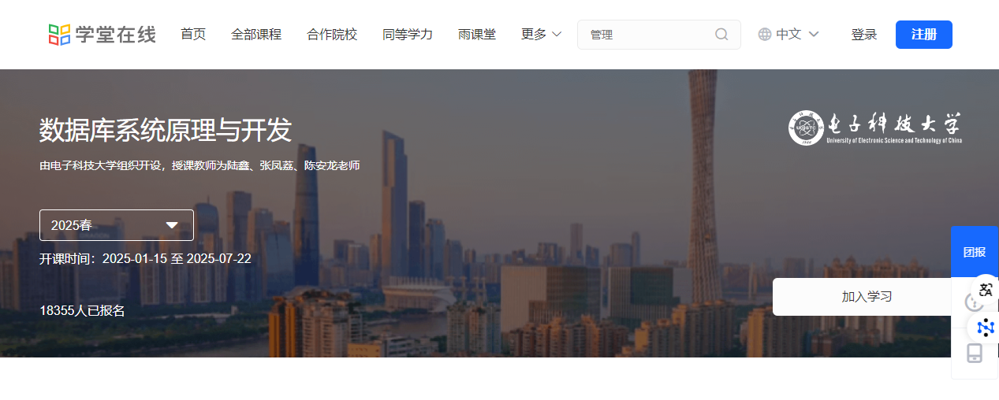 学堂在线 首页 全部课程 合作院校 同等学力 雨课堂 更多 管理 中文 登录 注册
数据库系统原理与开发
电子科技大学
University of Electronic Science and Technology of China
由电子科技大学组织开设，授课教师为陆鑫、张凤荔、陈安龙老师
2025春
开课时间：2025-01-15 至 2025-07-22
团报
加入学习
18355人已报名